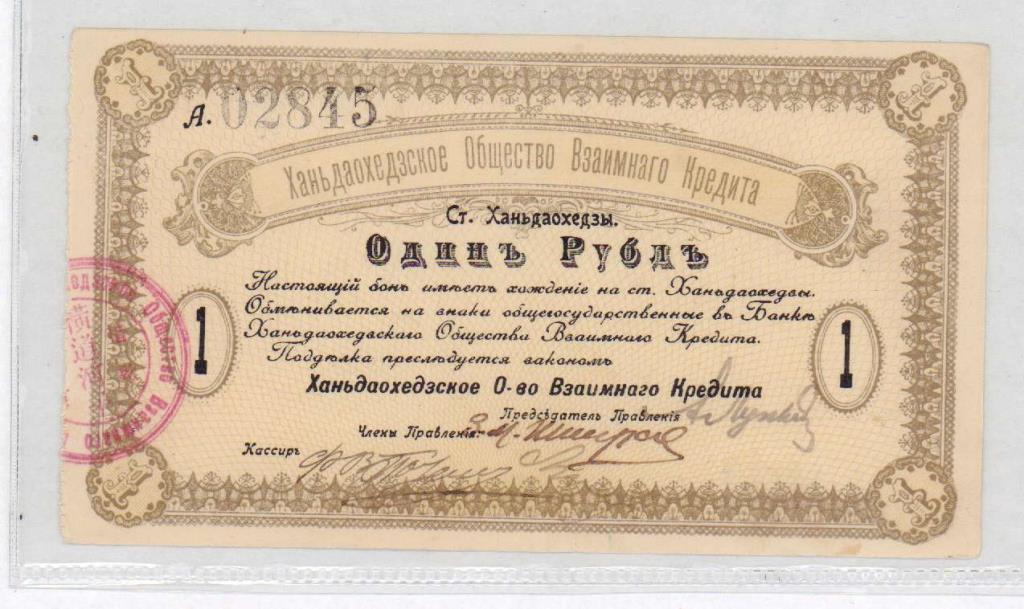 А. 02845
Ханьдаохедзское Общество Взаимнаго Кредита
Ст. Ханьдаохедзы.
Одинъ Рубль
Настоящій бонъ имѣетъ хожденіе на ст. Ханьдаохедзы.
1 Обмѣнивается на знаки общегосударственные въ Банкѣ 1
Ханьдаохедзскаго Общества Взаимнаго Кредита.
Поддѣлка преслѣдуется закономъ
Ханьдаохедзское О-во Взаимнаго Кредита
Предсѣдатель Правленія
Члены Правленія:
Кассиръ
Общество